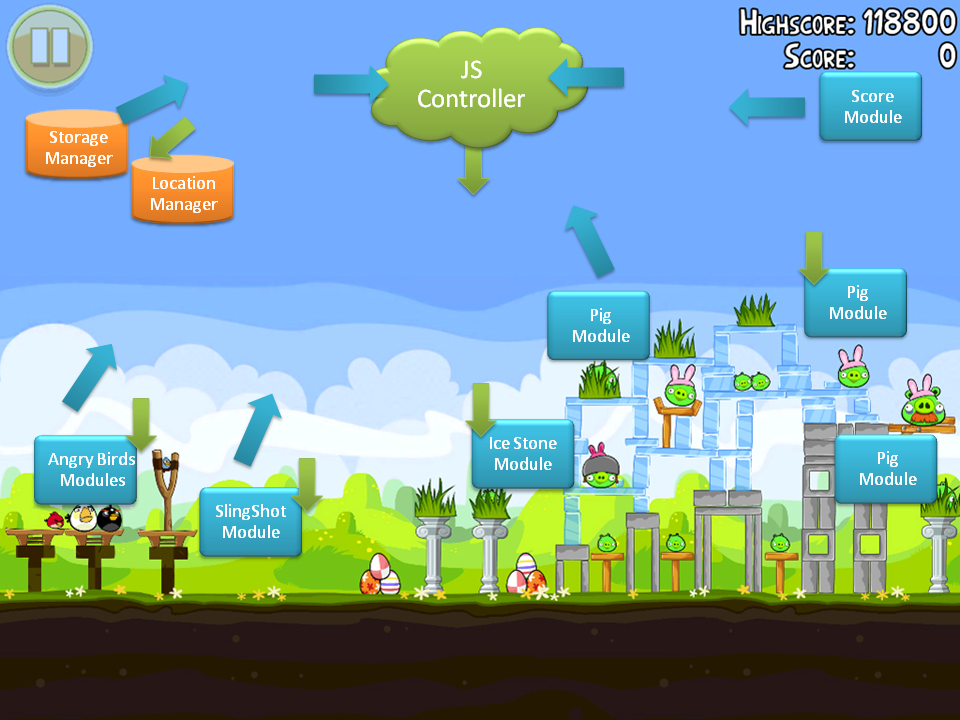 HIGHSCORE: 118800
SCORE: 0
JS
Controller
Score
Module
Storage
Manager
Location
Manager
Pig
Module
Pig
Module
Angry Birds
Modules
Ice Stone
Module
Pig
Module
SlingShot
Module